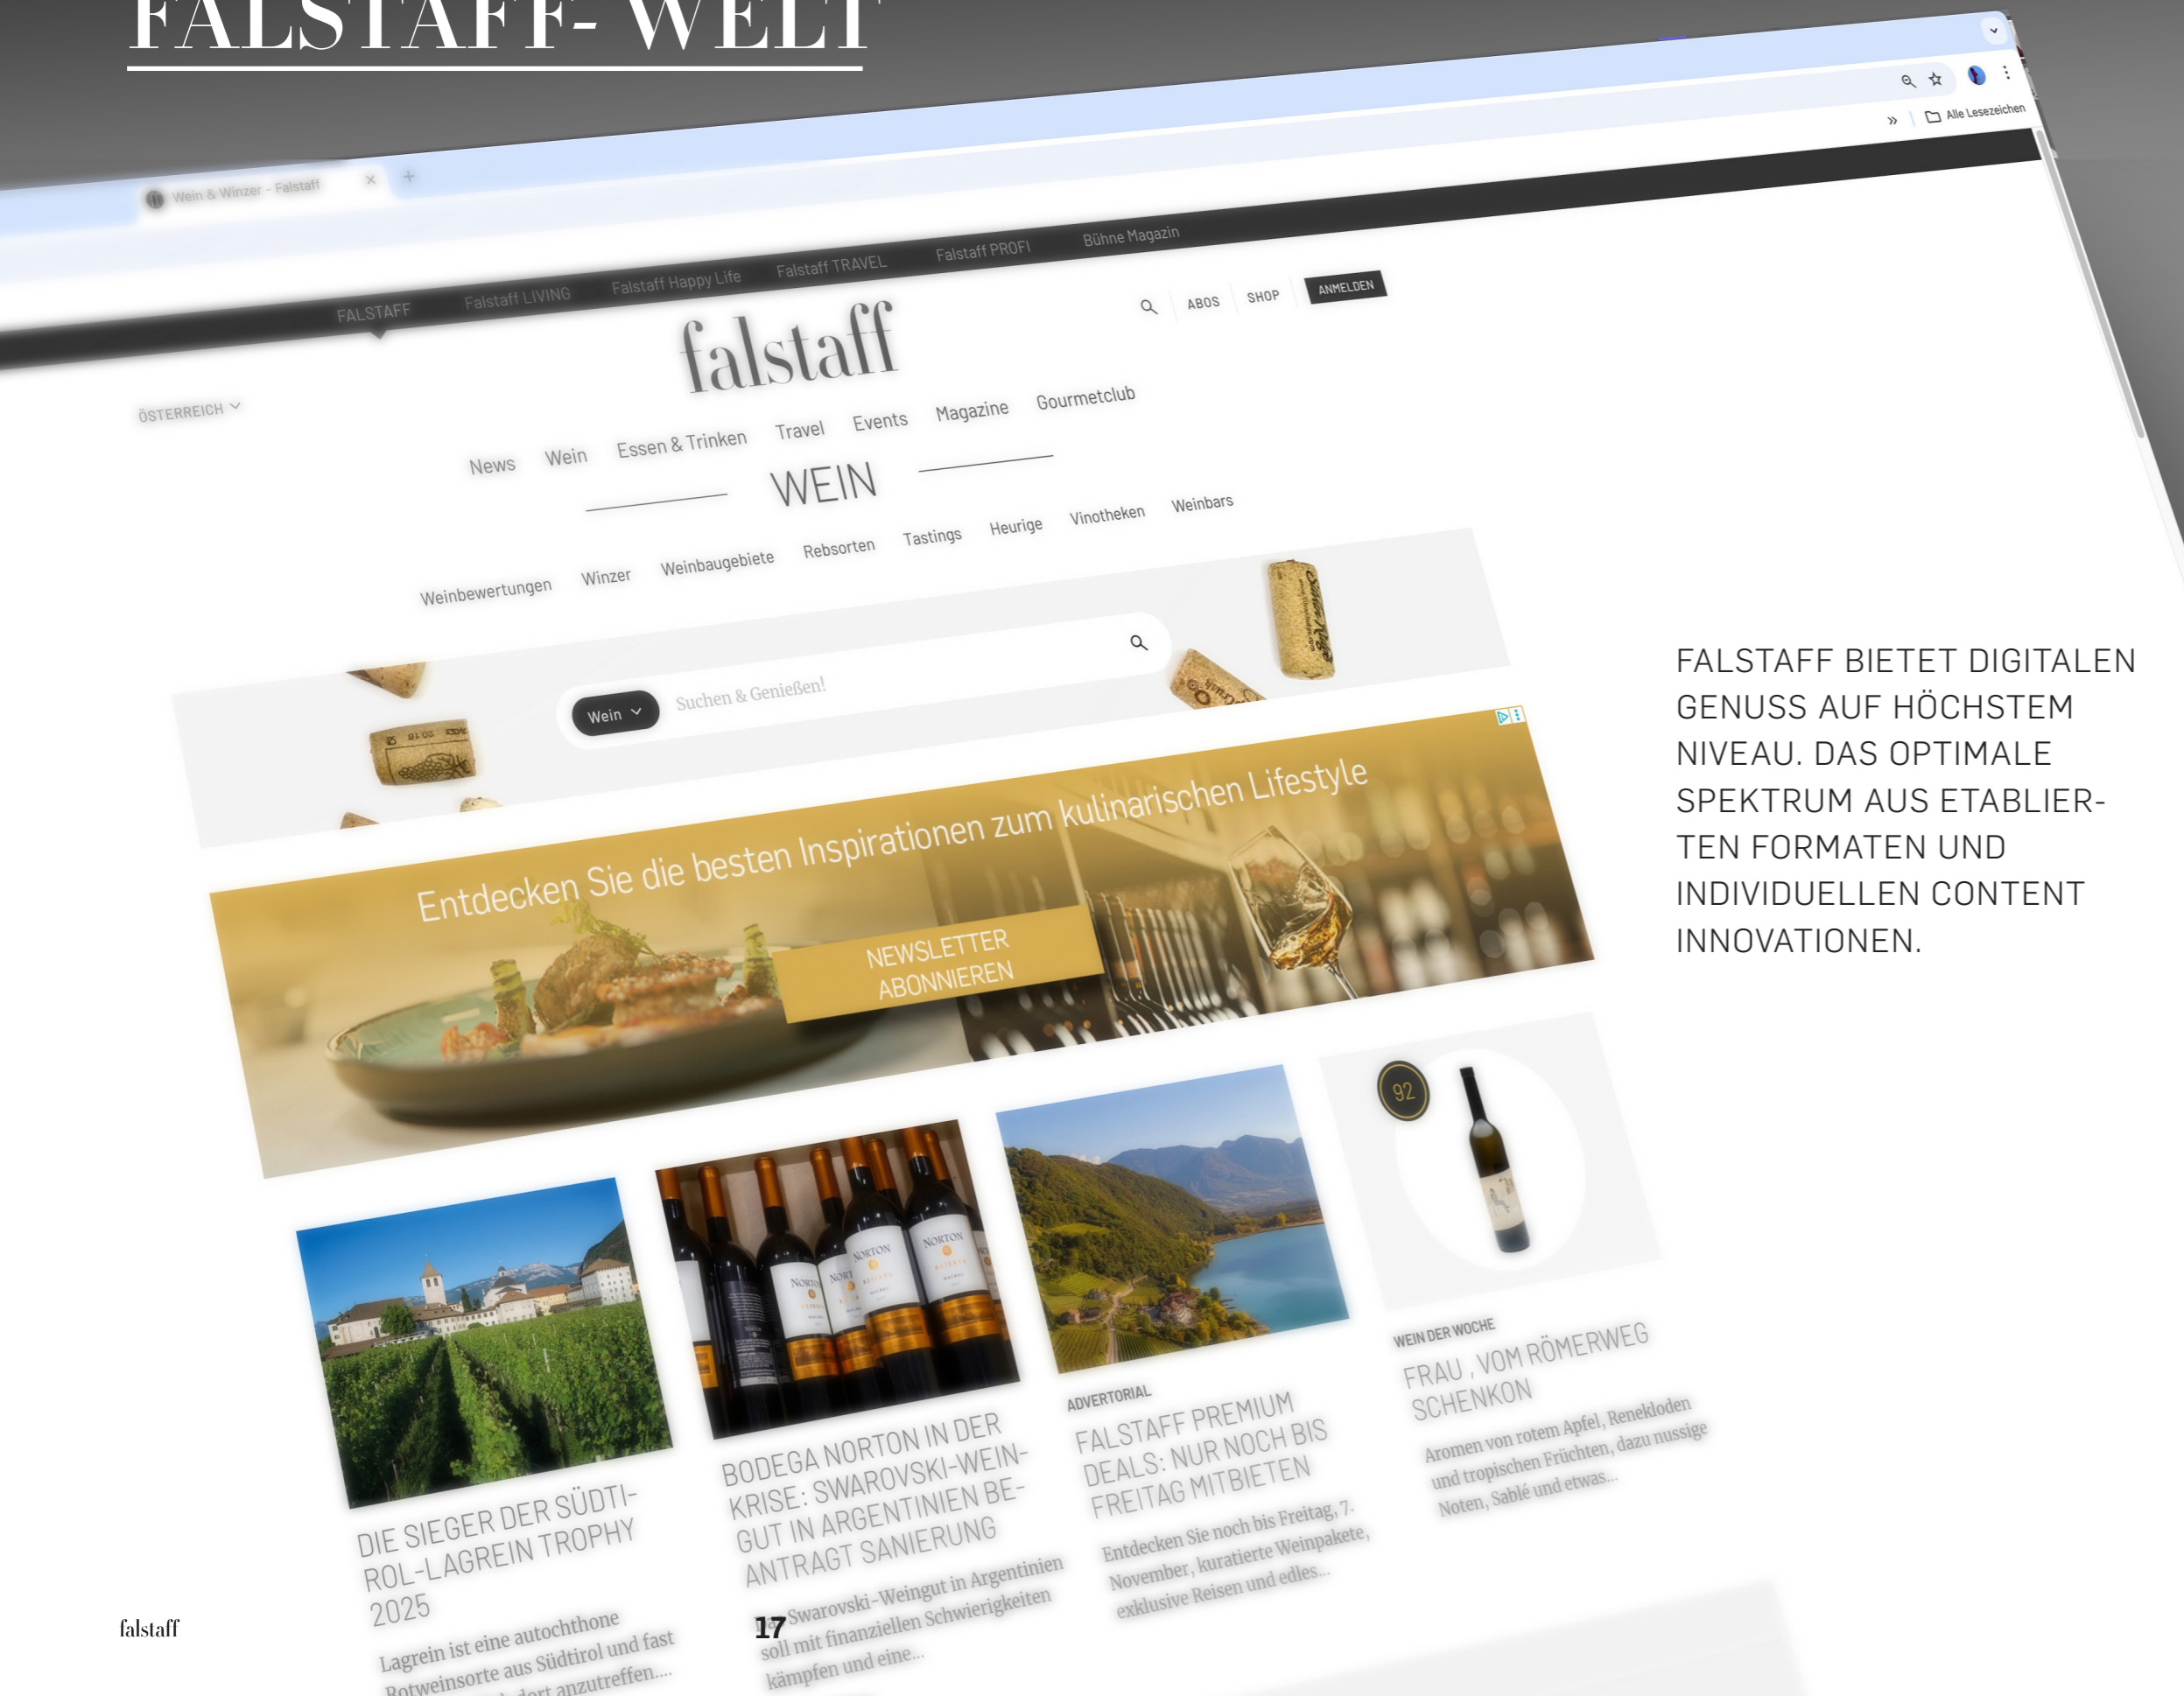 FALSTAFF- WELT
Wein & Winzer - Falstaff
Alle Lesezeichen
FALSTAFF
Falstaff LIVING
Falstaff Happy Life
Falstaff TRAVEL
Falstaff PROFI
Bühne Magazin
falstaff
ABOS
SHOP
ANMELDEN
ÖSTERREICH
News Wein Essen & Trinken Travel Events Magazine Gourmetclub
WEIN
Weinbewertungen Winzer Weinbaugebiete Rebsorten Tastings Heurige Vinotheken Weinbars
Wein
Suchen & Genießen!
FALSTAFF BIETET DIGITALEN
GENUSS AUF HÖCHSTEM
NIVEAU. DAS OPTIMALE
SPEKTRUM AUS ETABLIER-
TEN FORMATEN UND
INDIVIDUELLEN CONTENT
INNOVATIONEN.
Entdecken Sie die besten Inspirationen zum kulinarischen Lifestyle
NEWSLETTER
ABONNIEREN
DIE SIEGER DER SÜDTI-
ROL-LAGREIN TROPHY
2025
Lagrein ist eine autochthone
Rotweinsorte aus Südtirol und fast
dort anzutreffen....
NORTON
NORTON
BODEGA NORTON IN DER
KRISE: SWAROVSKI-WEIN-
GUT IN ARGENTINIEN BE-
ANTRAGT SANIERUNG
Swarovski-Weingut in Argentinien
soll mit finanziellen Schwierigkeiten
kämpfen und eine...
ADVERTORIAL
FALSTAFF PREMIUM
DEALS: NUR NOCH BIS
FREITAG MITBIETEN
Entdecken Sie noch bis Freitag, 7.
November, kuratierte Weinpakete,
exklusive Reisen und edles...
92
WEIN DER WOCHE
FRAU , VOM RÖMERWEG
SCHENKON
Aromen von rotem Apfel, Renekloden
und tropischen Früchten, dazu nussige
Noten, Sablé und etwas...
falstaff
17